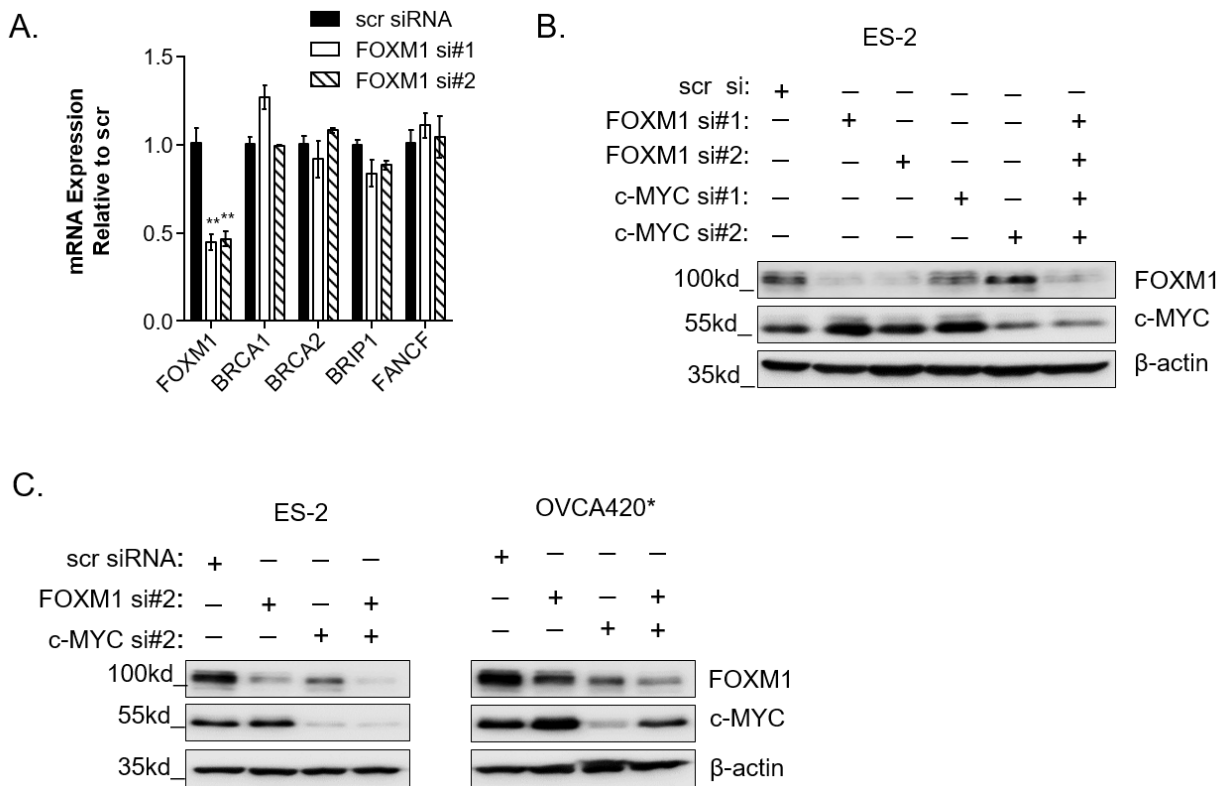 A.
scr siRNA
FOXM1 si#1
FOXM1 si#2
mRNA Expression
Relative to scr
1.5
1.0
0.5
0.0
** **
FOXM1
BRCA1
BRCA2
BRIP1
FANCF
B.
ES-2
scr si: + – – – – –
FOXM1 si#1: – + – – – +
FOXM1 si#2: – – + – – +
c-MYC si#1: – – – + – +
c-MYC si#2: – – – – + +
100kd_ FOXM1
55kd_ c-MYC
35kd_ β-actin
C.
ES-2
OVCA420*
scr siRNA: + – – – + – – –
FOXM1 si#2: – + – + – + – +
c-MYC si#2: – – + + – – + +
100kd_ FOXM1
55kd_ c-MYC
35kd_ β-actin